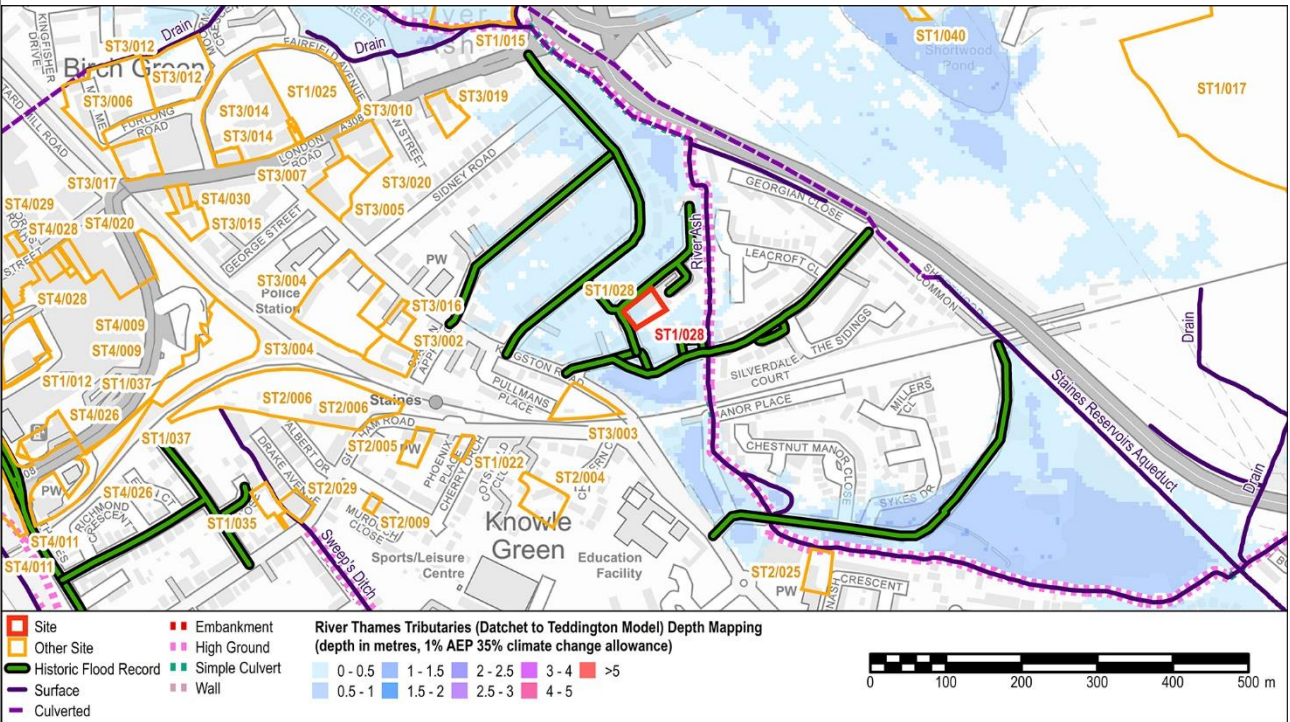 River
Ash
Shortwood
Pond
Birch Green
KINGFISHER
DRIVE
Drain
Drain
FAIRFIELD AVENUE
FURLONG
ROAD
LONDON
ROAD
A308
SIDNEY ROAD
GEORGE STREET
Police
Station
PW
GEORGIAN CLOSE
LEACROFT CL
River Ash
COMMON
THE SIDINGS
SILVERDALE
COURT
KINGSTON ROAD
PULLMANS
PLACE
Staines
MANOR PLACE
MILLERS
CL
CHESTNUT MANOR
CLOSE
SYKES DR
Staines Reservoirs Aqueduct
Drain
Drain
ALBERT DR
DRAKE AVENUE
PW
PHOENIX
PLACE
MURDOCH
CLOSE
Knowle
Green
Sports/Leisure
Centre
Education
Facility
PW
CRESCENT
NASH
PW
RICHMOND
CRESCENT
Sweep's Ditch
ST3/012
ST3/012
ST3/006
ST3/014
ST3/014
ST1/025
ST3/010
ST3/019
ST1/015
ST1/040
ST1/017
ST3/017
ST3/007
ST3/020
ST3/005
ST4/030
ST3/015
ST4/029
ST4/028
ST4/020
ST4/028
ST4/009
ST4/009
ST3/004
ST3/004
ST3/016
ST3/002
ST1/028
ST1/028
ST1/012
ST1/037
ST4/026
ST1/037
ST2/006
ST2/006
ST2/005
ST1/022
ST3/003
ST2/004
ST4/026
ST1/035
ST2/029
ST2/009
ST4/011
ST4/011
ST2/025
Site
Other Site
Historic Flood Record
Surface
Culverted
Embankment
High Ground
Simple Culvert
Wall
River Thames Tributaries (Datchet to Teddington Model) Depth Mapping
(depth in metres, 1% AEP 35% climate change allowance)
0 - 0.5
1 - 1.5
2 - 2.5
3 - 4
>5
0.5 - 1
1.5 - 2
2.5 - 3
4 - 5
0 100 200 300 400 500 m